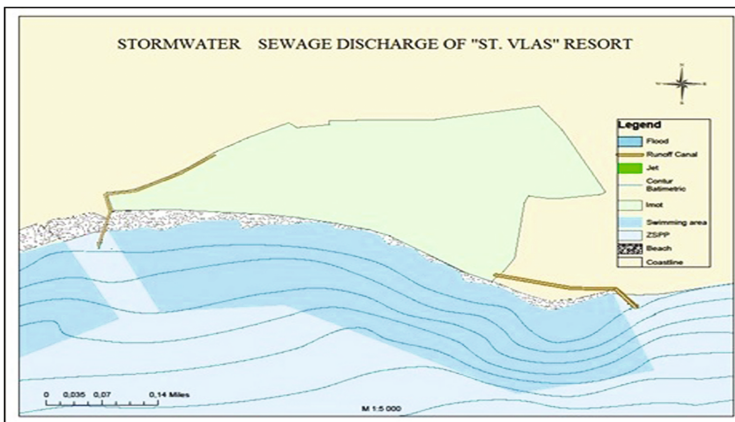 STORMWATER SEWAGE DISCHARGE OF "ST. VLAS" RESORT
Legend
Flood
Runoff Canal
Jet
Contur
Batimetric
Imot
Swimming area
ZSPP
Beach
Coastline
0 0,035 0,07 0,14 Miles
M 1:5 000